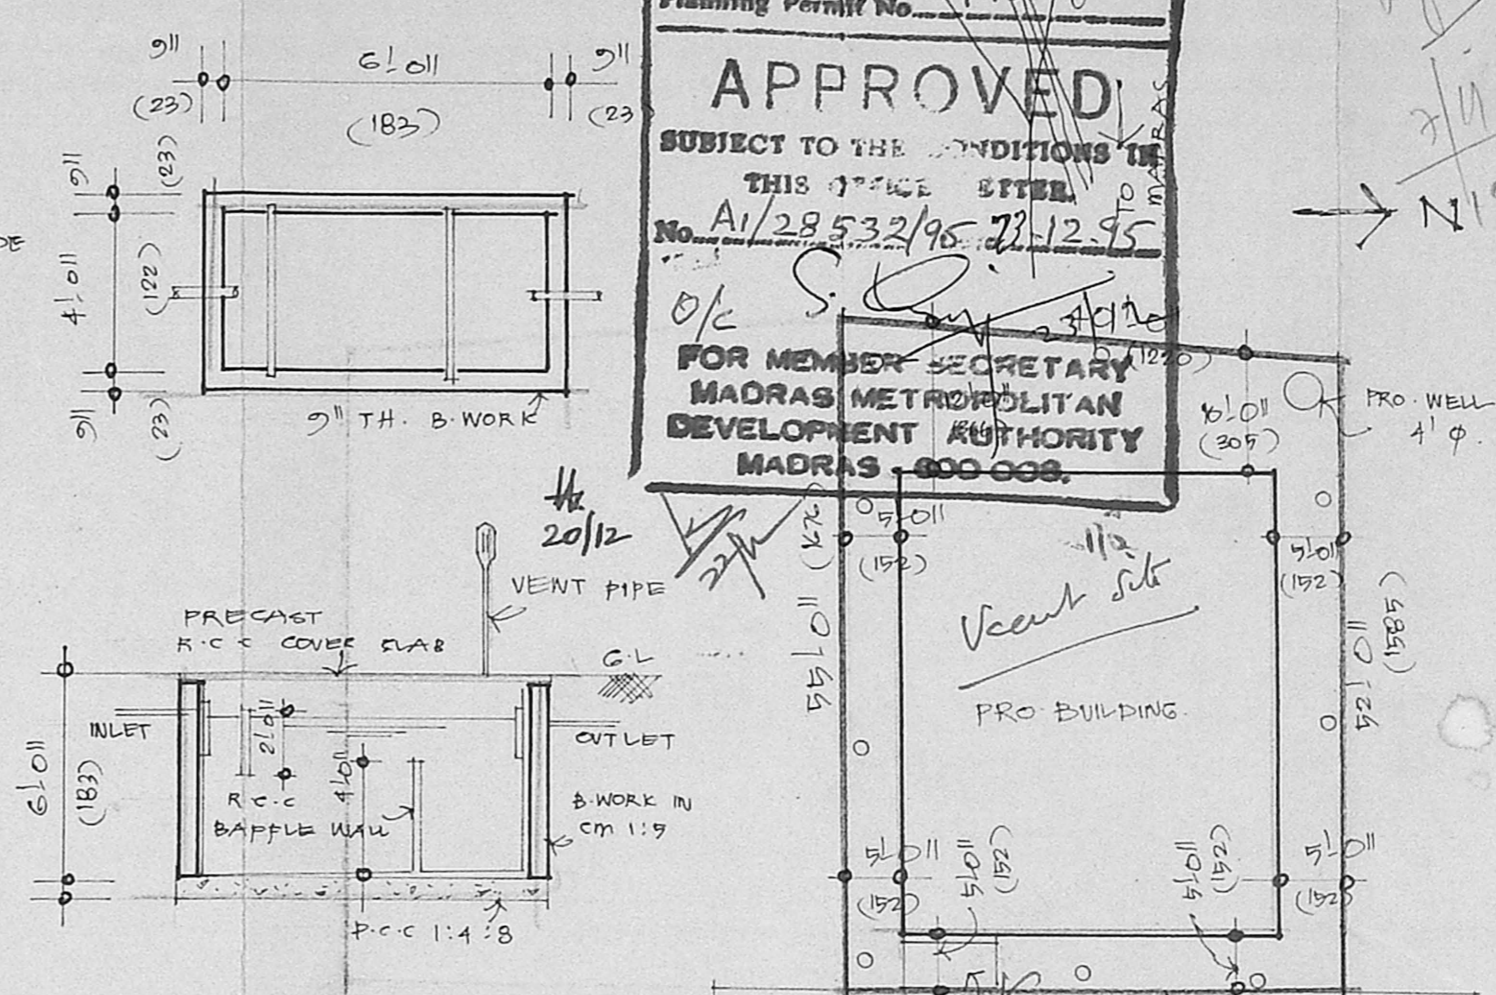 Planning Permit No
APPROVED
SUBJECT TO THE CONDITIONS IN
THIS OFFICE LETTER.
No. A1/28532/95
-12-95
O/C
FOR MEMBER SECRETARY
MADRAS METROPOLITAN
DEVELOPMENT AUTHORITY
MADRAS - 600 008.
TO MADRAS
N
9"
6'-0"
9"
(23)
(183)
(23
9"
(23)
4'-0"
(122)
9"
(23)
9" TH. B.WORK
20/12
VENT PIPE
PRECAST
R.C.C COVER SLAB
G.L
INLET
OUTLET
2'-0"
4'-0"
6'-0"
(183)
R.C.C
BAFFLE WALL
B.WORK IN
CM 1:5
P.C.C 1:4:8
(1220)
PRO. WELL
4' φ.
(305)
5'-0"
(152)
5'-0"
(152)
55'-0"
52'-0"
(1585)
Vacent Site
PRO BUILDING.
5'-0"
(152)
5'-0"
(152)
5'-0"
(152)
5'-0"
(152)